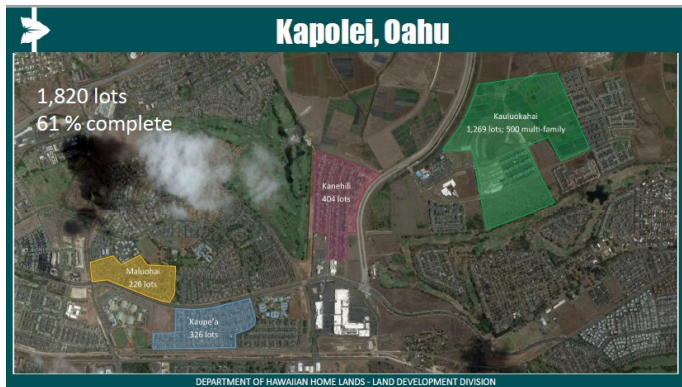 Kapolei, Oahu
1,820 lots
61 % complete
Kauluokahai
1,269 lots; 500 multi-family
Kanehili
404 lots
Maluohai
226 lots
Kaupe'a
326 lots
DEPARTMENT OF HAWAIIAN HOME LANDS - LAND DEVELOPMENT DIVISION